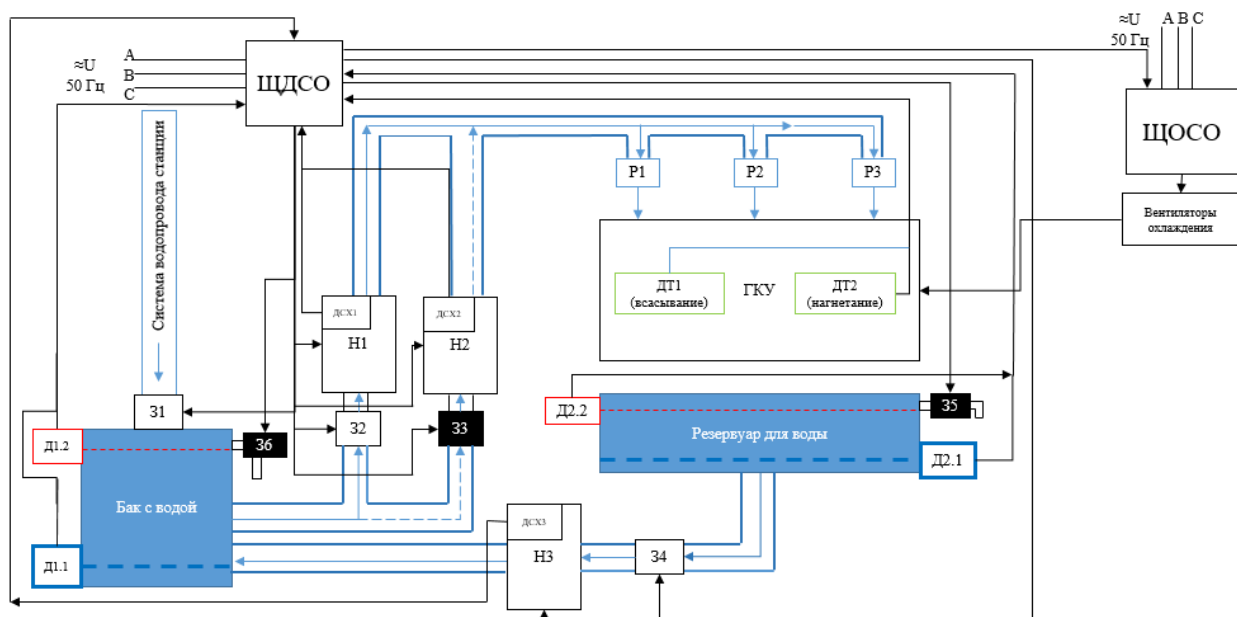 ≈U
50 Гц
A
B
C
ЩДСО
≈U
50 Гц
A B C
ЩОСО
Вентиляторы
охлаждения
Система водопровода станции
Р1
Р2
Р3
ДТ1
(всасывание)
ГКУ
ДТ2
(нагнетание)
ДСХ1
Н1
ДСХ2
Н2
З1
З2
З3
З6
Д1.2
Бак с водой
Д1.1
Д2.2
Резервуар для воды
З5
Д2.1
ДСХ3
Н3
З4